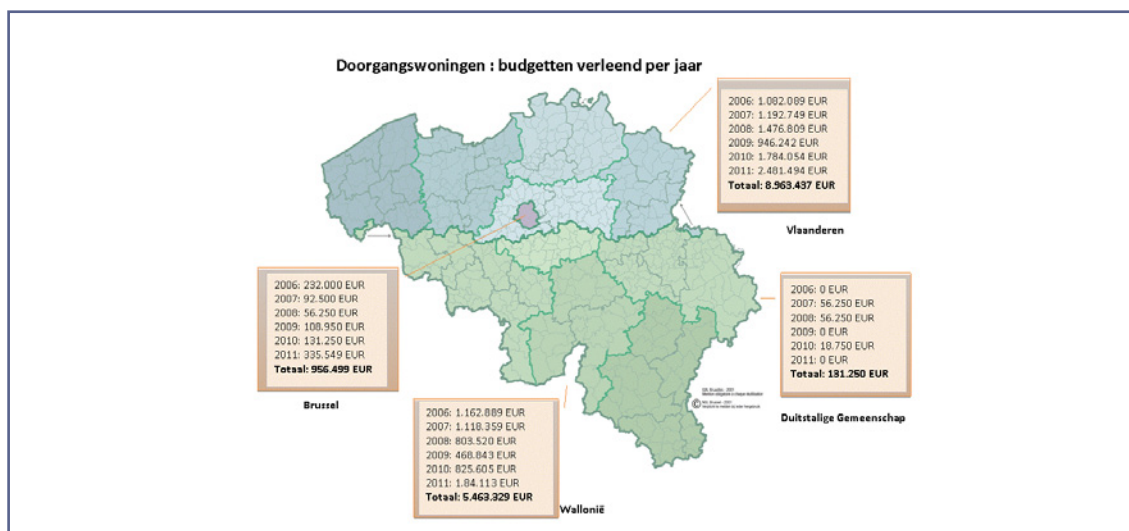 Doorgangswoningen : budgetten verleend per jaar
2006: 1.082.089 EUR
2007: 1.192.749 EUR
2008: 1.476.809 EUR
2009: 946.242 EUR
2010: 1.784.054 EUR
2011: 2.481.494 EUR
Totaal: 8.963.437 EUR
Vlaanderen
2006: 232.000 EUR
2007: 92.500 EUR
2008: 56.250 EUR
2009: 108.950 EUR
2010: 131.250 EUR
2011: 335.549 EUR
Totaal: 956.499 EUR
Brussel
2006: 0 EUR
2007: 56.250 EUR
2008: 56.250 EUR
2009: 0 EUR
2010: 18.750 EUR
2011: 0 EUR
Totaal: 131.250 EUR
Duitstalige Gemeenschap
2006: 1.162.889 EUR
2007: 1.118.359 EUR
2008: 803.520 EUR
2009: 468.843 EUR
2010: 825.605 EUR
2011: 1.84.113 EUR
Totaal: 5.463.329 EUR
Wallonië
©